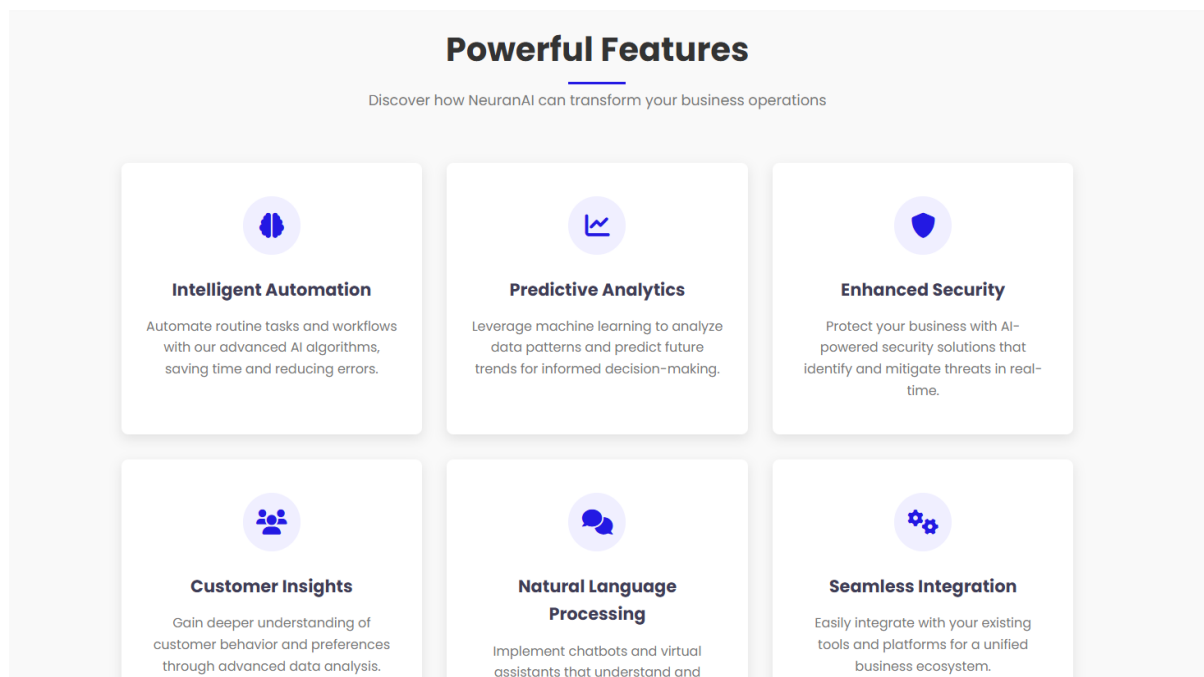 Powerful Features
Discover how NeuranAI can transform your business operations
Intelligent Automation
Automate routine tasks and workflows
with our advanced AI algorithms,
saving time and reducing errors.
Predictive Analytics
Leverage machine learning to analyze
data patterns and predict future
trends for informed decision-making.
Enhanced Security
Protect your business with AI-
powered security solutions that
identify and mitigate threats in real-
time.
Customer Insights
Gain deeper understanding of
customer behavior and preferences
through advanced data analysis.
Natural Language
Processing
Implement chatbots and virtual
assistants that understand and
Seamless Integration
Easily integrate with your existing
tools and platforms for a unified
business ecosystem.